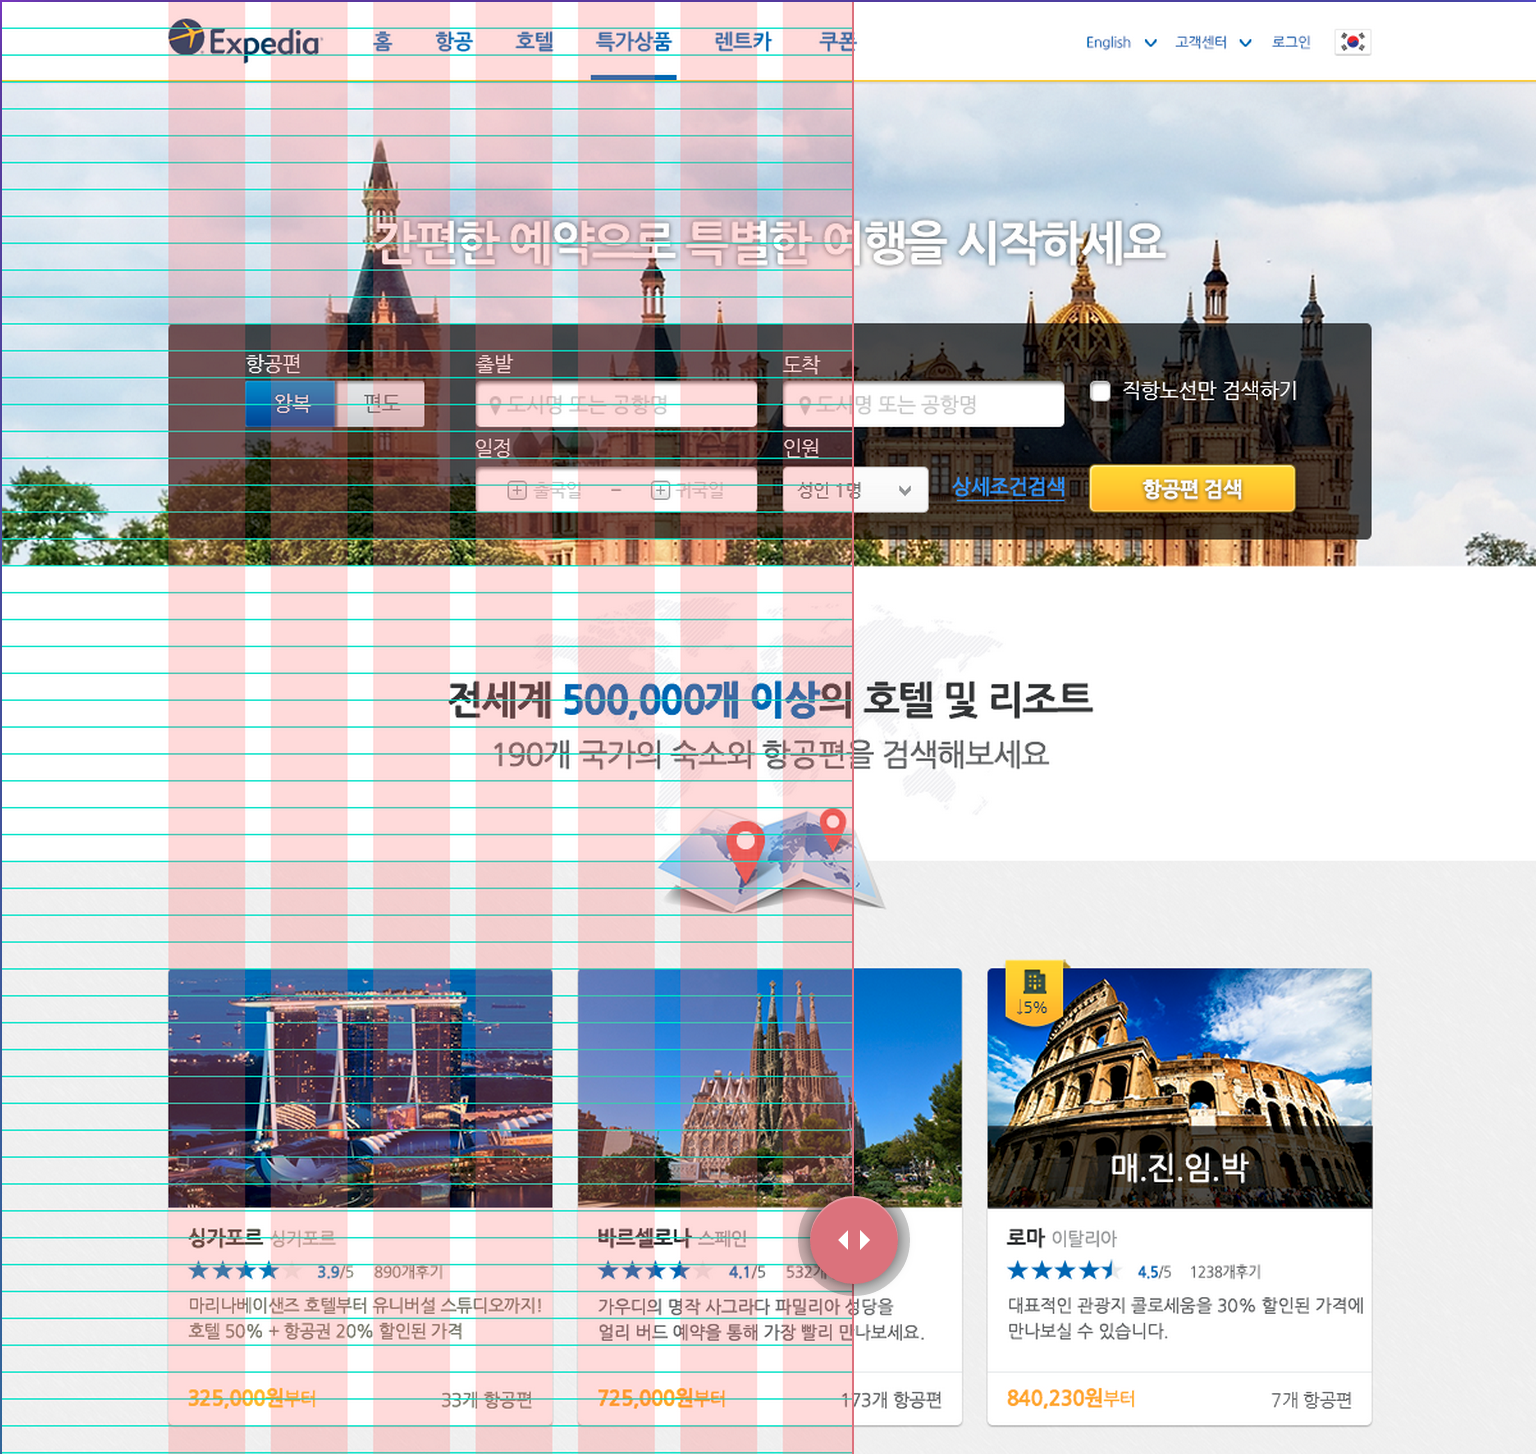 Expedia 홈 항공 호텔 특가상품 렌트카 쿠폰 English 고객센터 로그인
간편한 예약으로 특별한 여행을 시작하세요
항공편 출발 도착
왕복 편도 도시명 또는 공항명 도시명 또는 공항명 직항노선만 검색하기
일정 인원
출국일 – 귀국일 성인 1명 상세조건검색 항공편 검색
전세계 500,000개 이상의 호텔 및 리조트
190개 국가의 숙소와 항공편을 검색해보세요
↓5%
매.진.임.박
싱가포르 싱가포르
3.9/5 890개후기
마리나베이샌즈 호텔부터 유니버설 스튜디오까지!
호텔 50% + 항공권 20% 할인된 가격
325,000원부터 33개 항공편
바르셀로나 스페인
4.1/5 532개
가우디의 명작 사그라다 파밀리아 성당을
얼리 버드 예약을 통해 가장 빨리 만나보세요.
725,000원부터 173개 항공편
로마 이탈리아
4.5/5 1238개후기
대표적인 관광지 콜로세움을 30% 할인된 가격에
만나보실 수 있습니다.
840,230원부터 7개 항공편